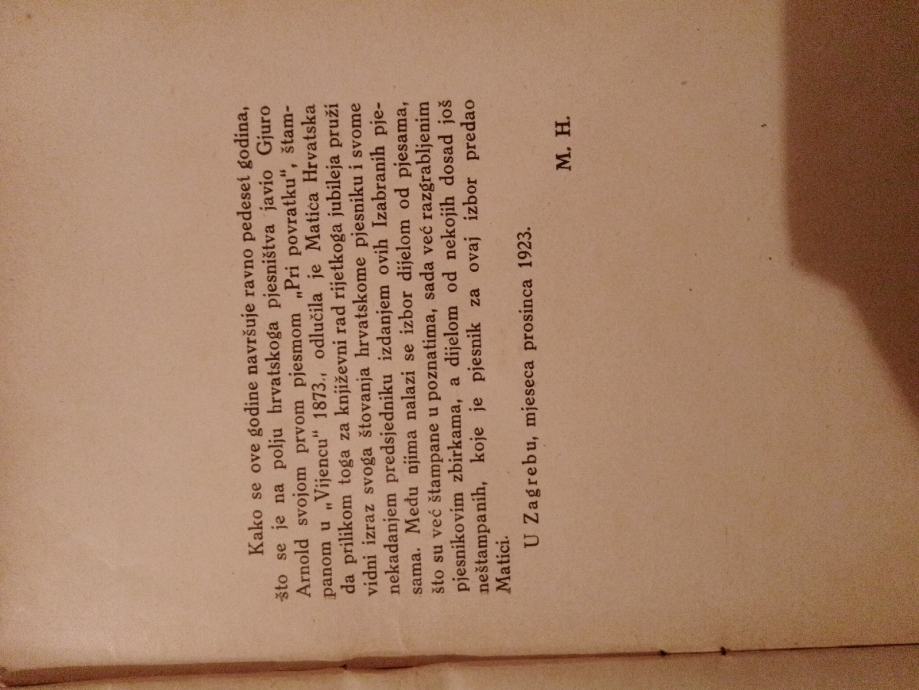 Kako se ove godine navršuje ravno pedeset godina,
što se je na polju hrvatskoga pjesništva javio Gjuro
Arnold svojom prvom pjesmom „Pri povratku“, štam-
panom u „Vijencu“ 1873., odlučila je Matica Hrvatska
da prilikom toga za književni rad rijetkoga jubileja pruži
vidni izraz svoga štovanja hrvatskome pjesniku i svome
nekadanjem predsjedniku izdanjem ovih Izabranih pje-
sama. Među njima nalazi se izbor dijelom od pjesama,
što su već štampane u poznatima, sada već razgrabljenim
pjesnikovim zbirkama, a dijelom od nekojih dosad još
neštampanih, koje je pjesnik za ovaj izbor predao
Matici.
U Zagrebu, mjeseca prosinca 1923.
M. H.